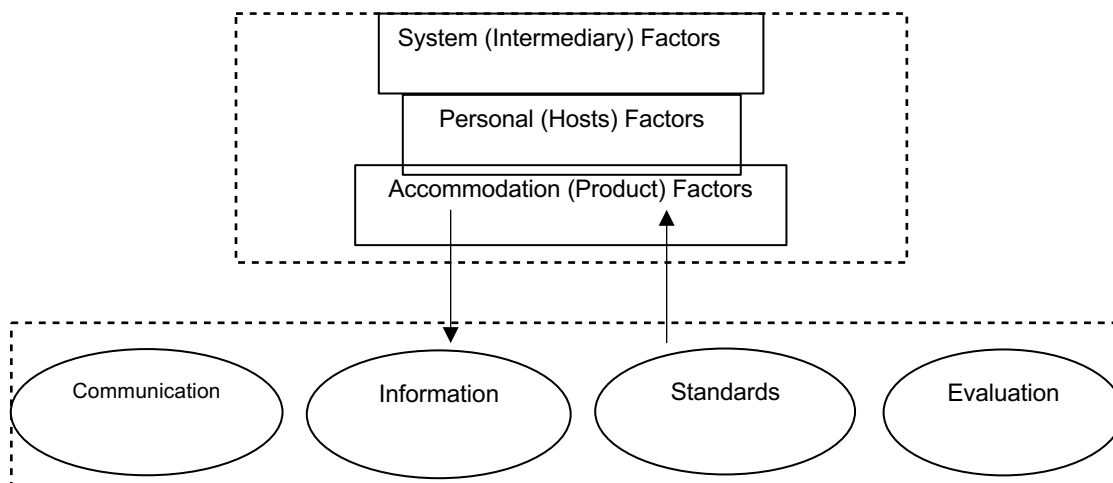 System (Intermediary) Factors
Personal (Hosts) Factors
Accommodation (Product) Factors
Communication
Information
Standards
Evaluation